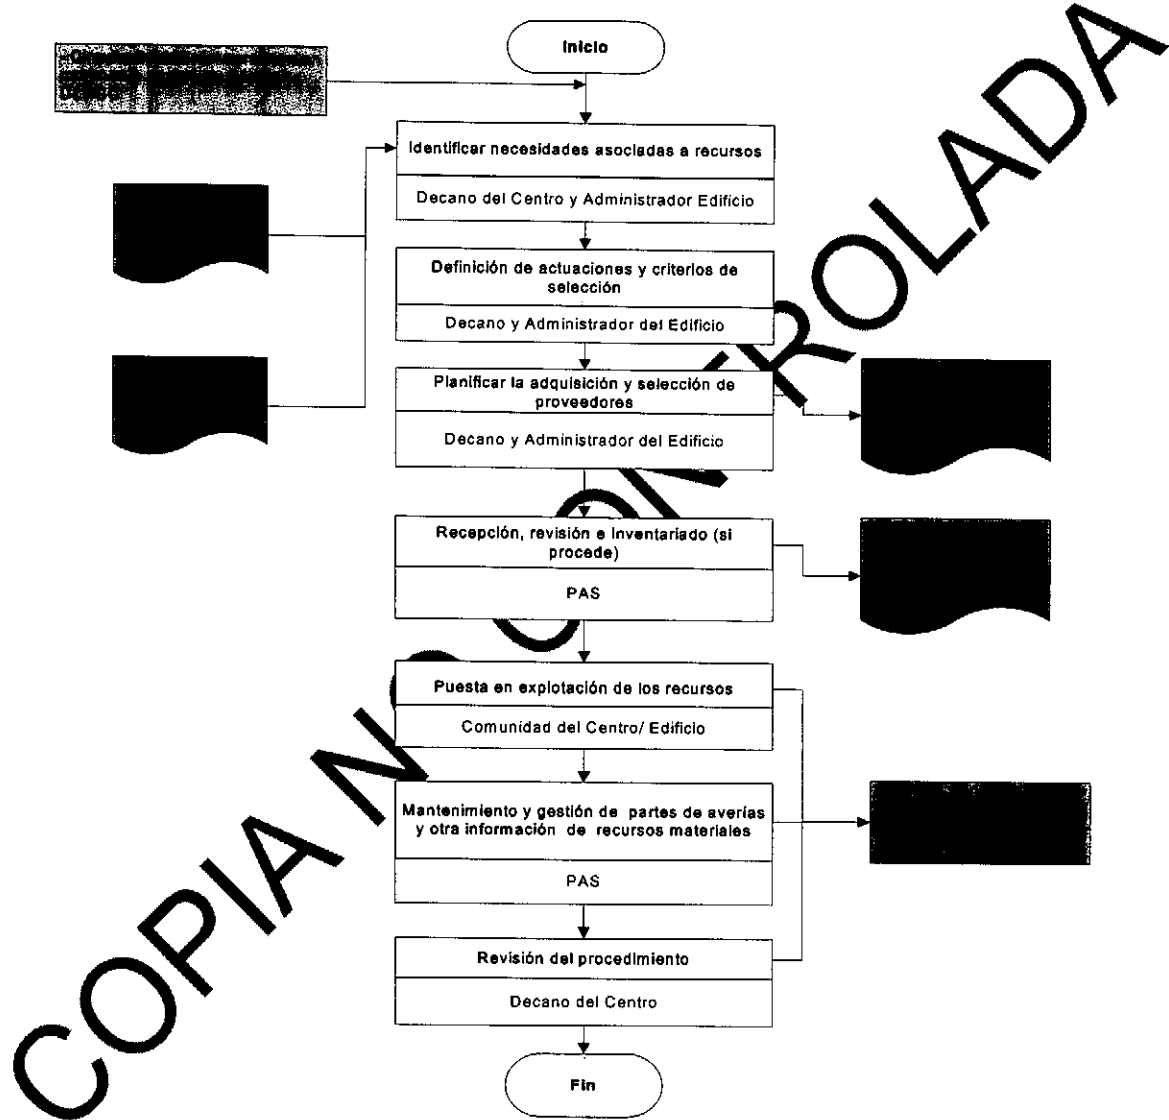 Inicio
Identificar necesidades asociadas a recursos
Decano del Centro y Administrador Edificio
Definición de actuaciones y criterios de
selección
Decano y Administrador del Edificio
Planificar la adquisición y selección de
proveedores
Decano y Administrador del Edificio
Recepción, revisión e inventariado (si
procede)
PAS
Puesta en explotación de los recursos
Comunidad del Centro/ Edificio
Mantenimiento y gestión de partes de averías
y otra información de recursos materiales
PAS
Revisión del procedimiento
Decano del Centro
Fin
COPIA NO CONTROLADA